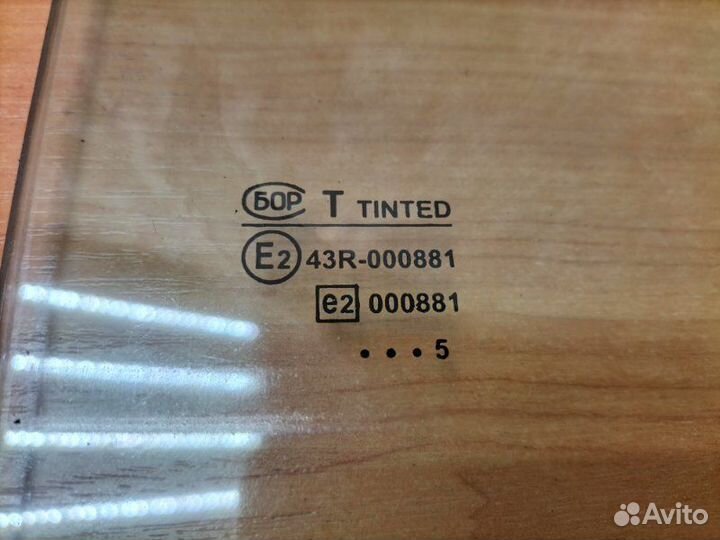 БОР T TINTED
E2 43R-000881
e2 000881
• • • 5
Avito